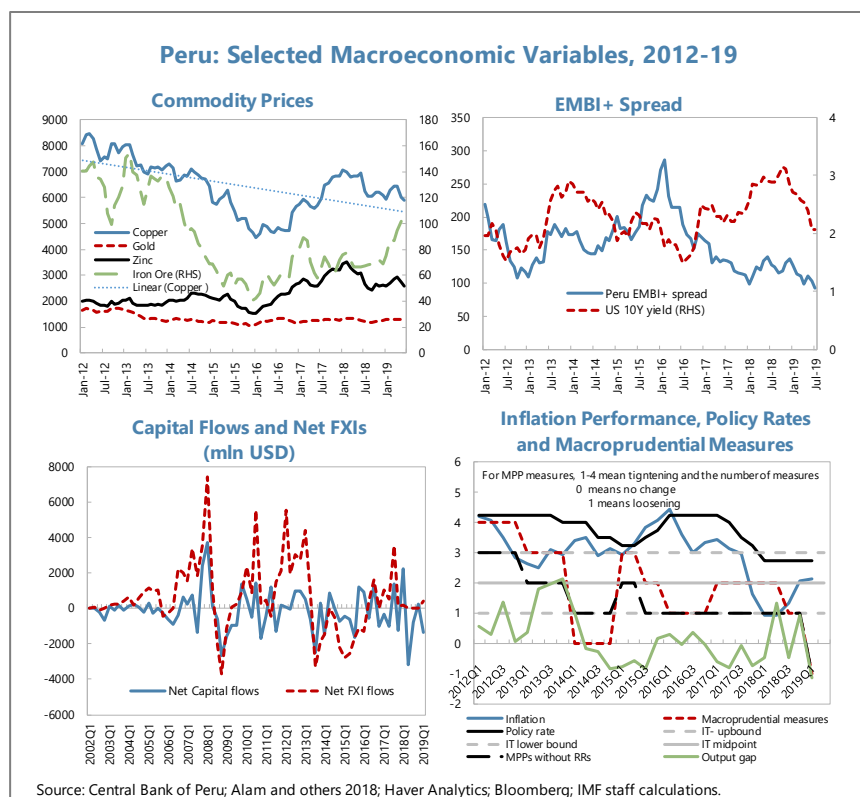 Peru: Selected Macroeconomic Variables, 2012-19
Commodity Prices
9000
8000
7000
6000
5000
4000
3000
2000
1000
0
180
160
140
120
100
80
60
40
20
0
Copper
Gold
Zinc
Iron Ore (RHS)
Linear (Copper )
Jan-12
Jul-12
Jan-13
Jul-13
Jan-14
Jul-14
Jan-15
Jul-15
Jan-16
Jul-16
Jan-17
Jul-17
Jan-18
Jul-18
Jan-19
EMBI+ Spread
350
300
250
200
150
100
50
0
4
3
2
1
0
Peru EMBI+ spread
US 10Y yield (RHS)
Jan-12
Jul-12
Jan-13
Jul-13
Jan-14
Jul-14
Jan-15
Jul-15
Jan-16
Jul-16
Jan-17
Jul-17
Jan-18
Jul-18
Jan-19
Jul-19
Capital Flows and Net FXIs
(mln USD)
8000
6000
4000
2000
0
-2000
-4000
-6000
Net Capital flows
Net FXI flows
2002Q1
2003Q1
2004Q1
2005Q1
2006Q1
2007Q1
2008Q1
2009Q1
2010Q1
2011Q1
2012Q1
2013Q1
2014Q1
2015Q1
2016Q1
2017Q1
2018Q1
2019Q1
Inflation Performance, Policy Rates
and Macroprudential Measures
6
5
4
3
2
1
0
-1
-2
For MPP measures, 1-4 mean tigntening and the number of measures
0 means no change
1 means loosening
2012Q1
2012Q3
2013Q1
2013Q3
2014Q1
2014Q3
2015Q1
2015Q3
2016Q1
2016Q3
2017Q1
2017Q3
2018Q1
2018Q3
2019Q1
Inflation
Macroprudential measures
Policy rate
IT- upbound
IT lower bound
IT midpoint
MPPs without RRs
Output gap
Source: Central Bank of Peru; Alam and others 2018; Haver Analytics; Bloomberg; IMF staff calculations.